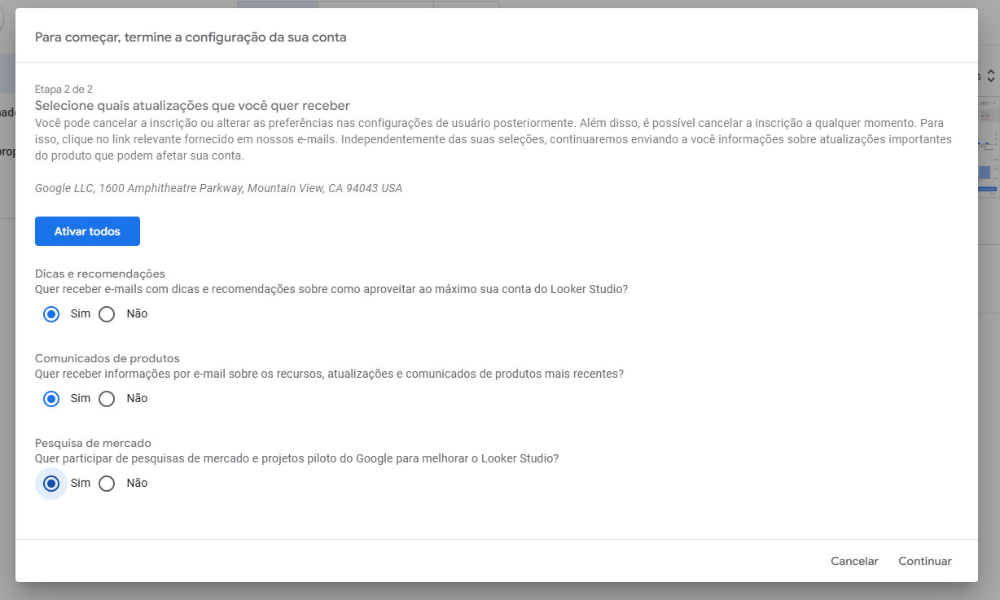 Para começar, termine a configuração da sua conta
Etapa 2 de 2
Selecione quais atualizações que você quer receber
Você pode cancelar a inscrição ou alterar as preferências nas configurações de usuário posteriormente. Além disso, é possível cancelar a inscrição a qualquer momento. Para
isso, clique no link relevante fornecido em nossos e-mails. Independentemente das suas seleções, continuaremos enviando a você informações sobre atualizações importantes
do produto que podem afetar sua conta.
Google LLC, 1600 Amphitheatre Parkway, Mountain View, CA 94043 USA
Ativar todos
Dicas e recomendações
Quer receber e-mails com dicas e recomendações sobre como aproveitar ao máximo sua conta do Looker Studio?
Sim Não
Comunicados de produtos
Quer receber informações por e-mail sobre os recursos, atualizações e comunicados de produtos mais recentes?
Sim Não
Pesquisa de mercado
Quer participar de pesquisas de mercado e projetos piloto do Google para melhorar o Looker Studio?
Sim Não
Cancelar Continuar